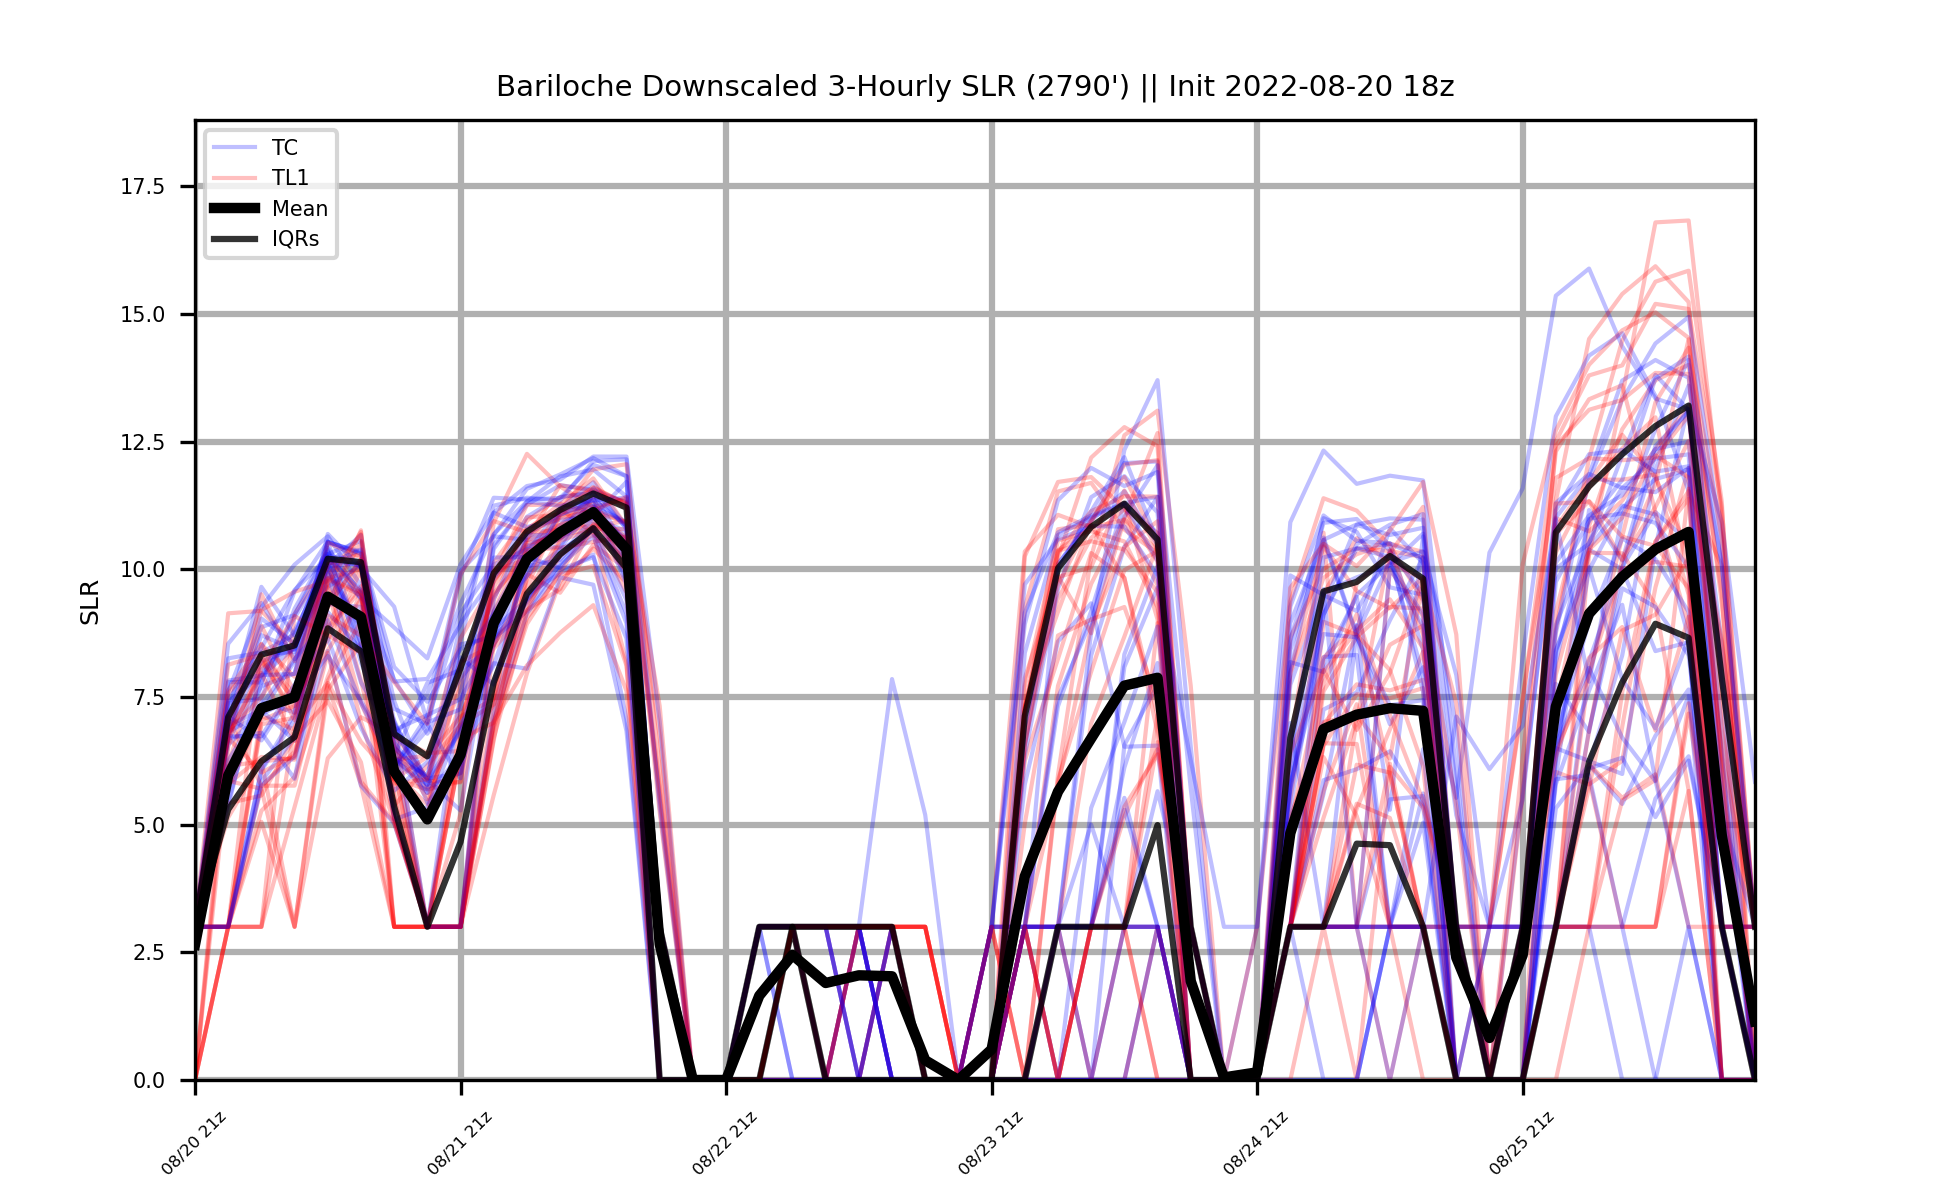 Bariloche Downscaled 3-Hourly SLR (2790') || Init 2022-08-20 18z
TC
TL1
Mean
IQRs
SLR
17.5
15.0
12.5
10.0
7.5
5.0
2.5
0.0
08/20 21z
08/21 21z
08/22 21z
08/23 21z
08/24 21z
08/25 21z